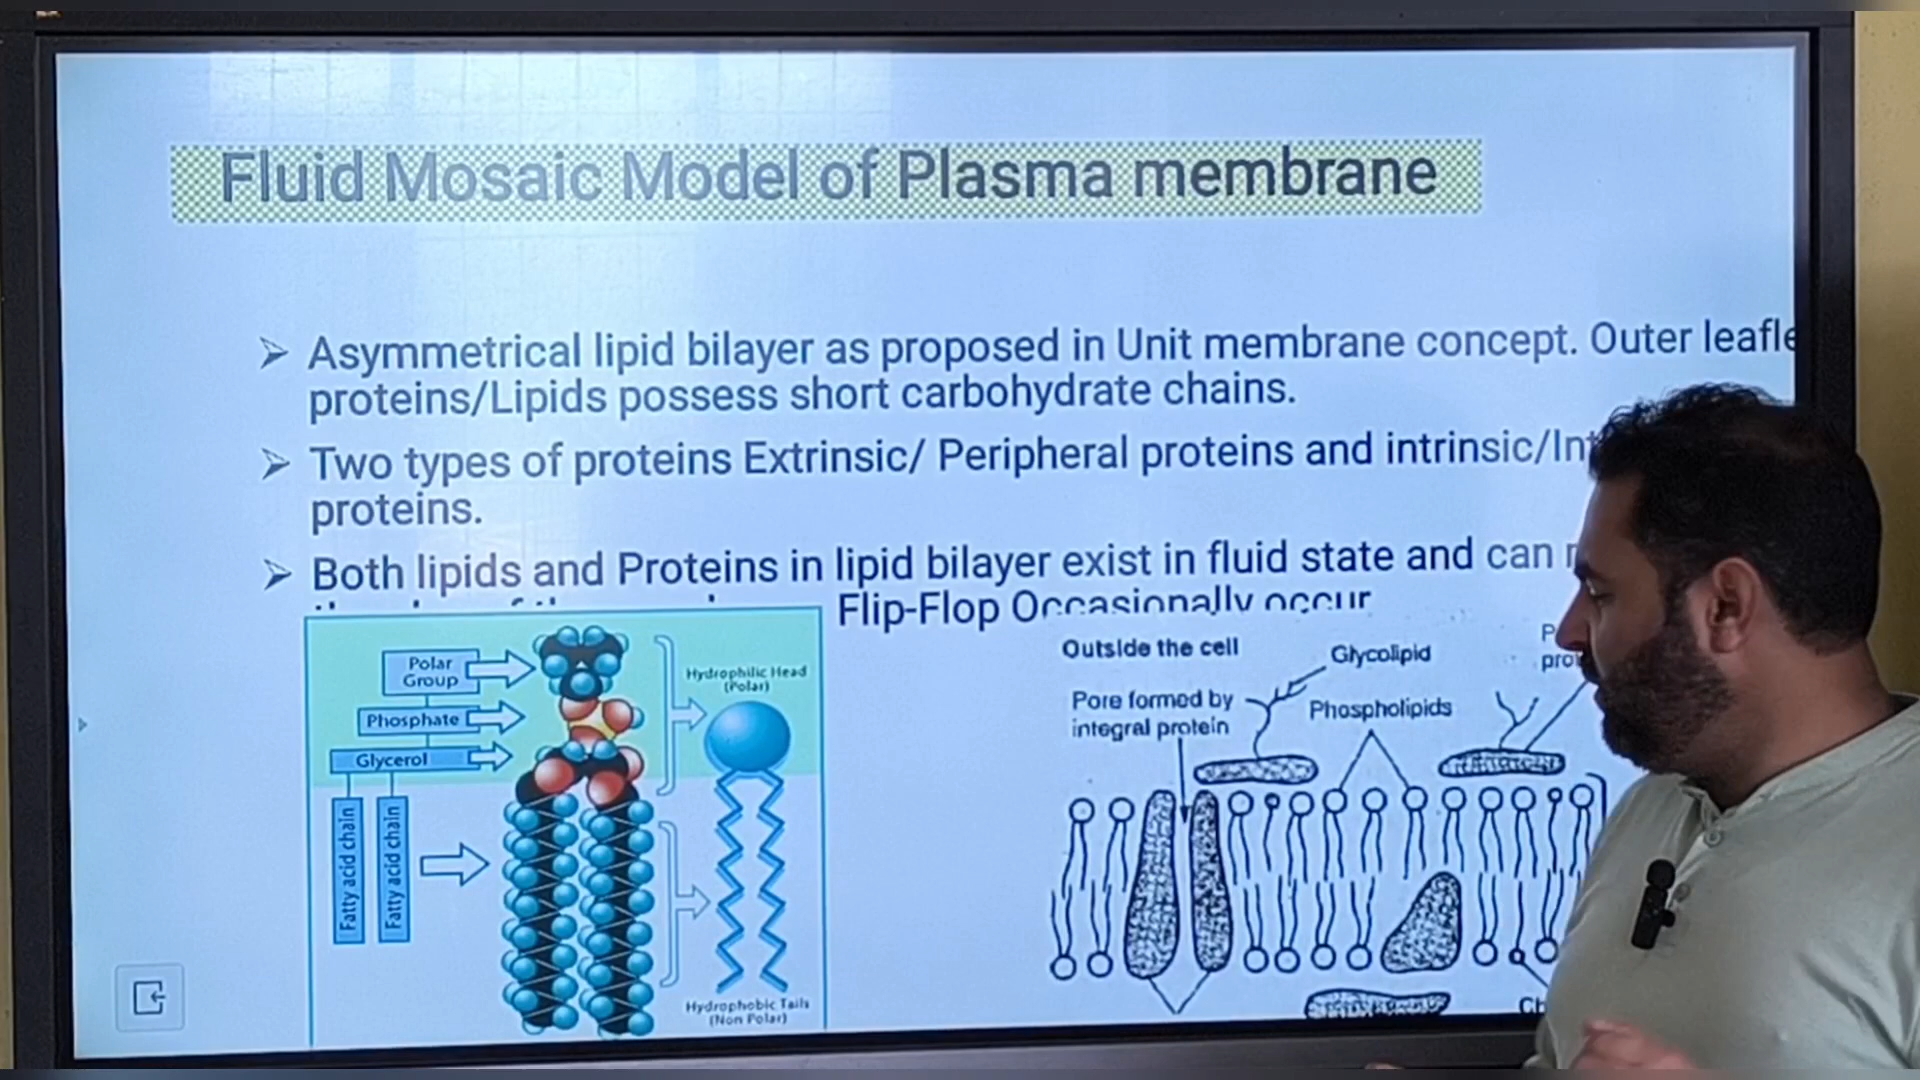 Fluid Mosaic Model of Plasma membrane
Asymmetrical lipid bilayer as proposed in Unit membrane concept. Outer
proteins/Lipids possess short carbohydrate chains.
Two types of proteins Extrinsic/ Peripheral proteins and intrinsic/
proteins.
Both lipids and Proteins in lipid bilayer exist in fluid state and can
Flip-Flop Occasionally occur
Polar
Group
Phosphate
Glycerol
Fatty acid chain
Fatty acid chain
Hydrophilic Head
(Polar)
Hydrophobic Tails
(Non Polar)
Outside the cell
Glycolipid
Pore formed by
integral protein
Phospholipids